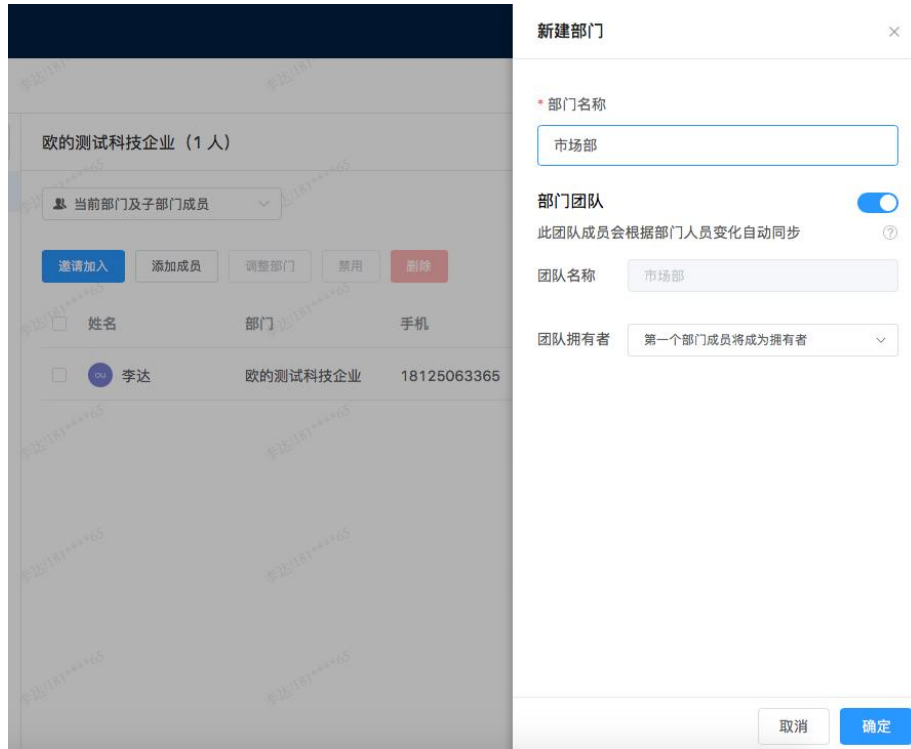 新建部门
* 部门名称
市场部
部门团队
此团队成员会根据部门人员变化自动同步
团队名称 市场部
团队拥有者 第一个部门成员将成为拥有者
取消 确定
欧的测试科技企业（1 人）
当前部门及子部门成员
邀请加入 添加成员 调整部门 禁用 删除
姓名 部门 手机
OU 李达 欧的测试科技企业 18125063365
李达/181****65